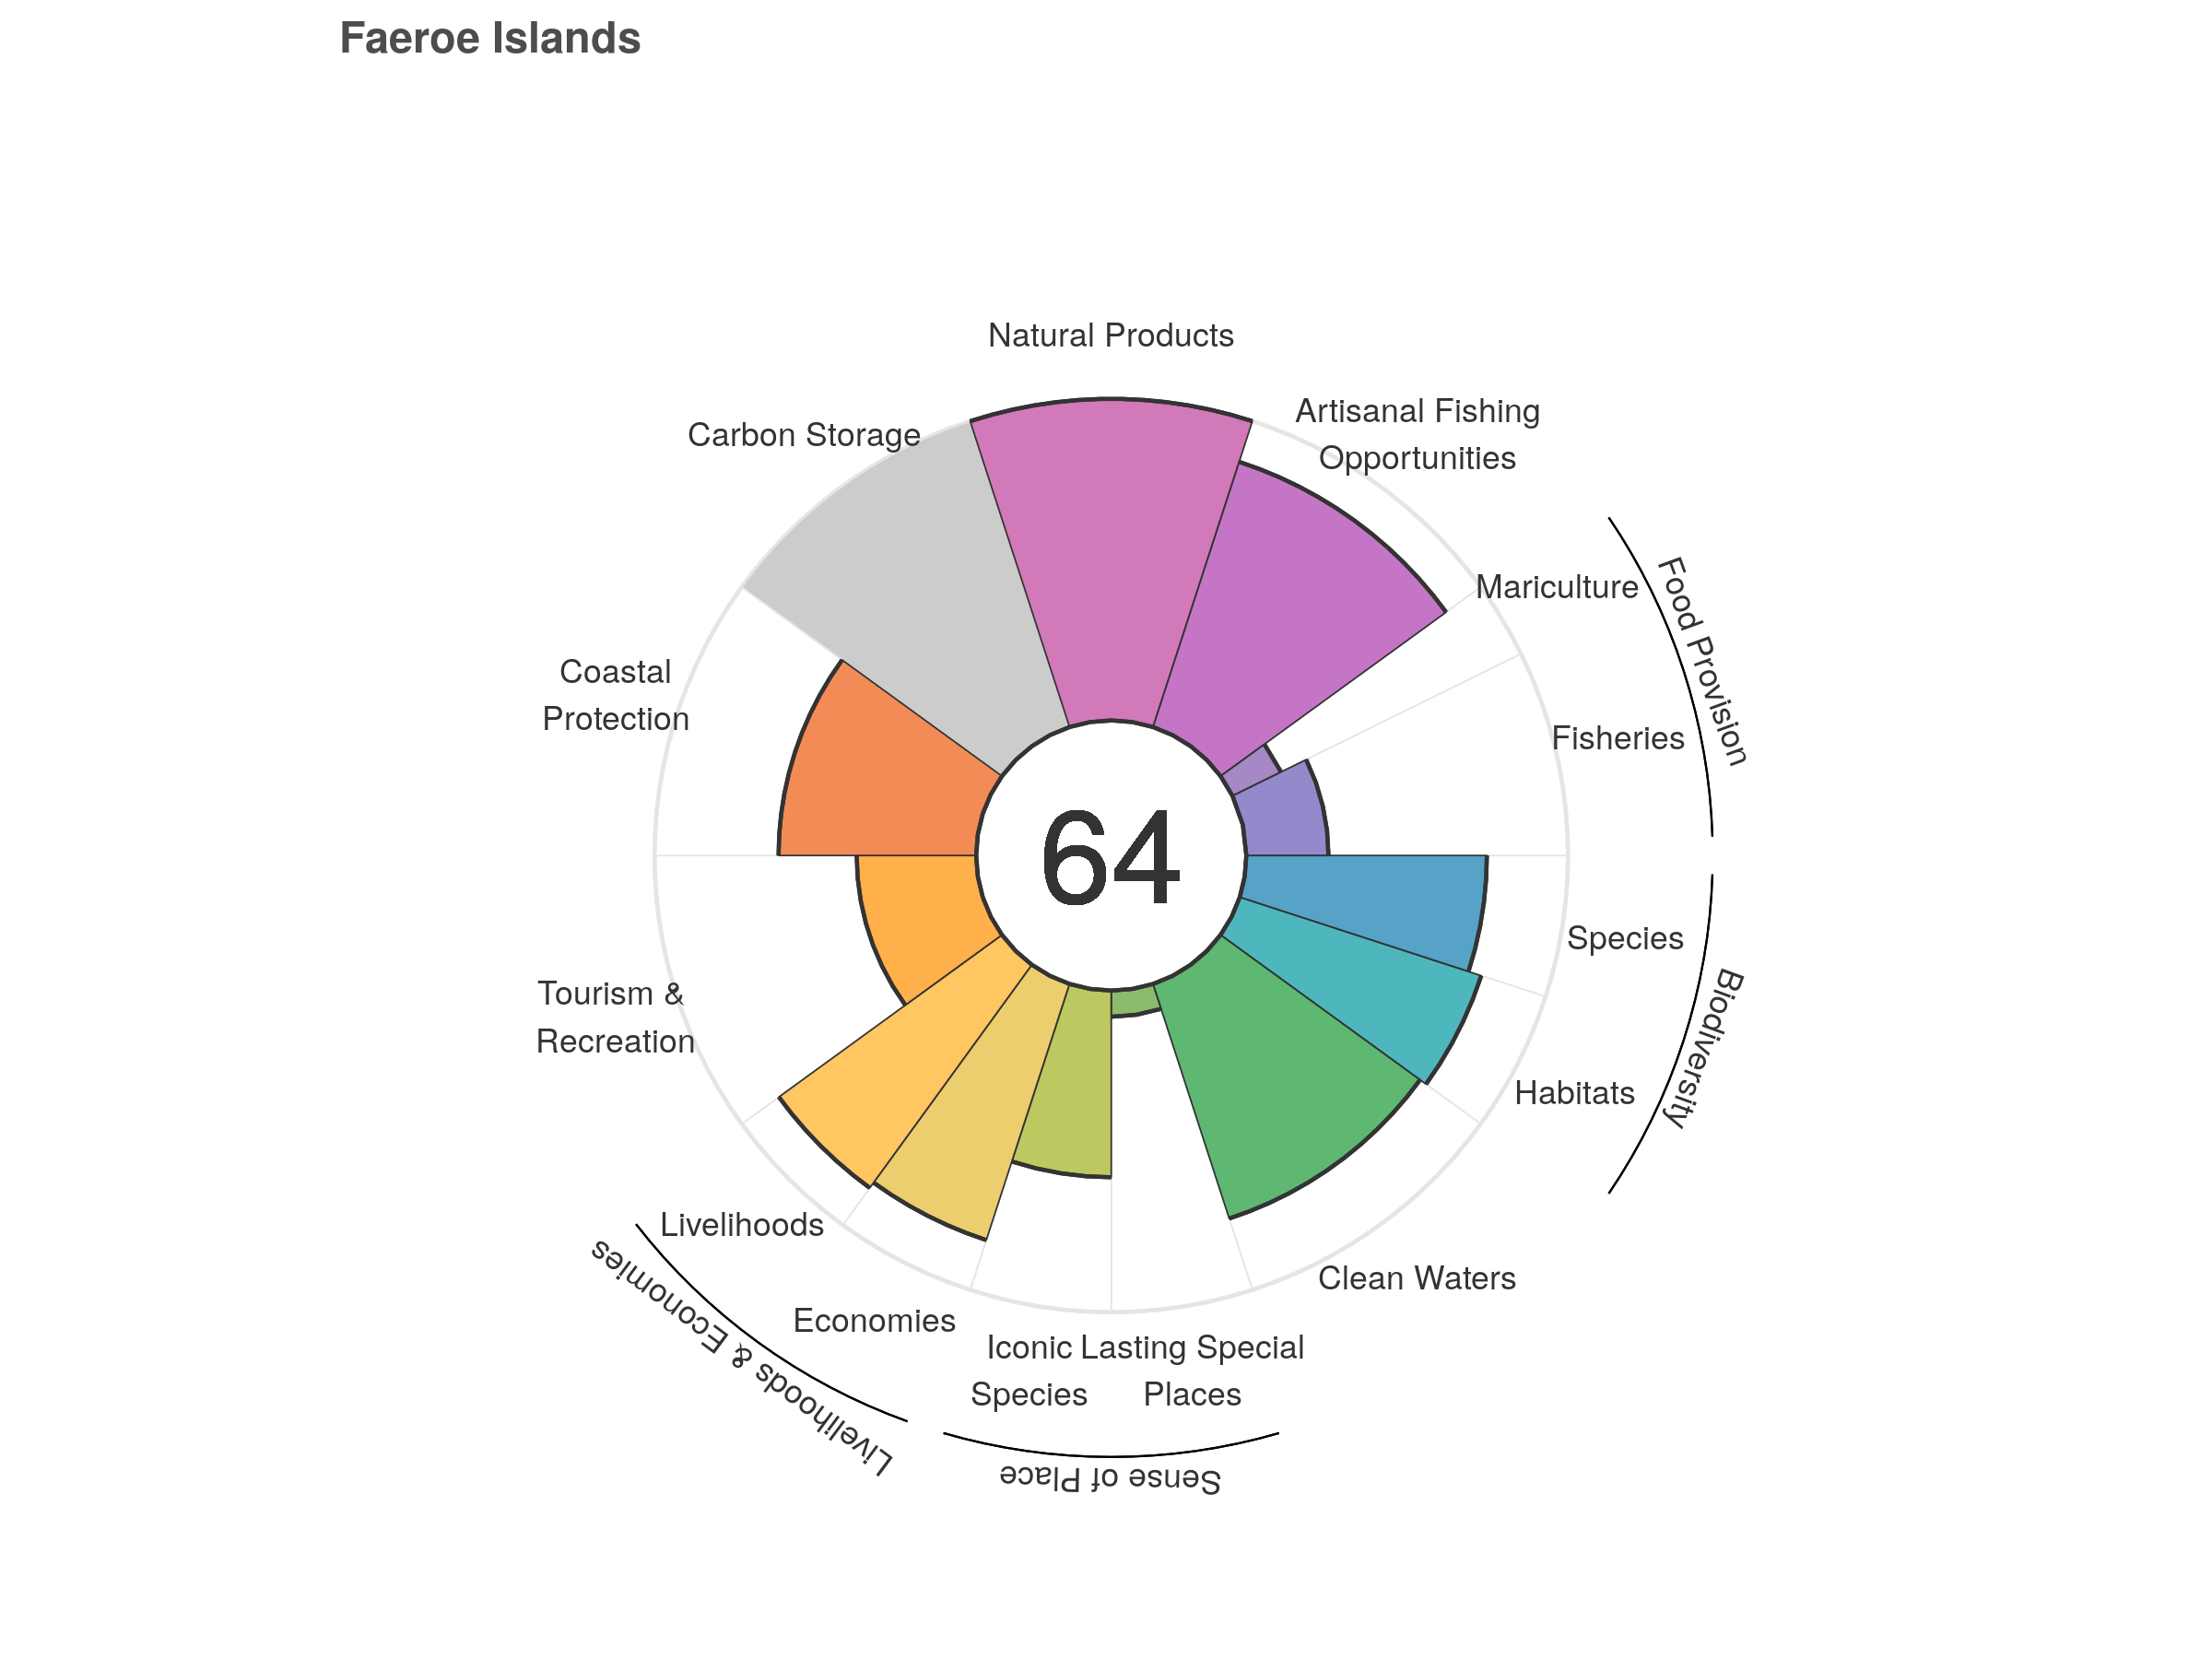 Faeroe Islands
Natural Products
Carbon Storage
Artisanal Fishing
Opportunities
Mariculture
Food Provision
Coastal
Protection
Fisheries
64
Species
Biodiversity
Tourism &
Recreation
Habitats
Livelihoods
Clean Waters
Livelihoods & Economies
Economies
Iconic
Species
Lasting Special
Places
Sense of Place